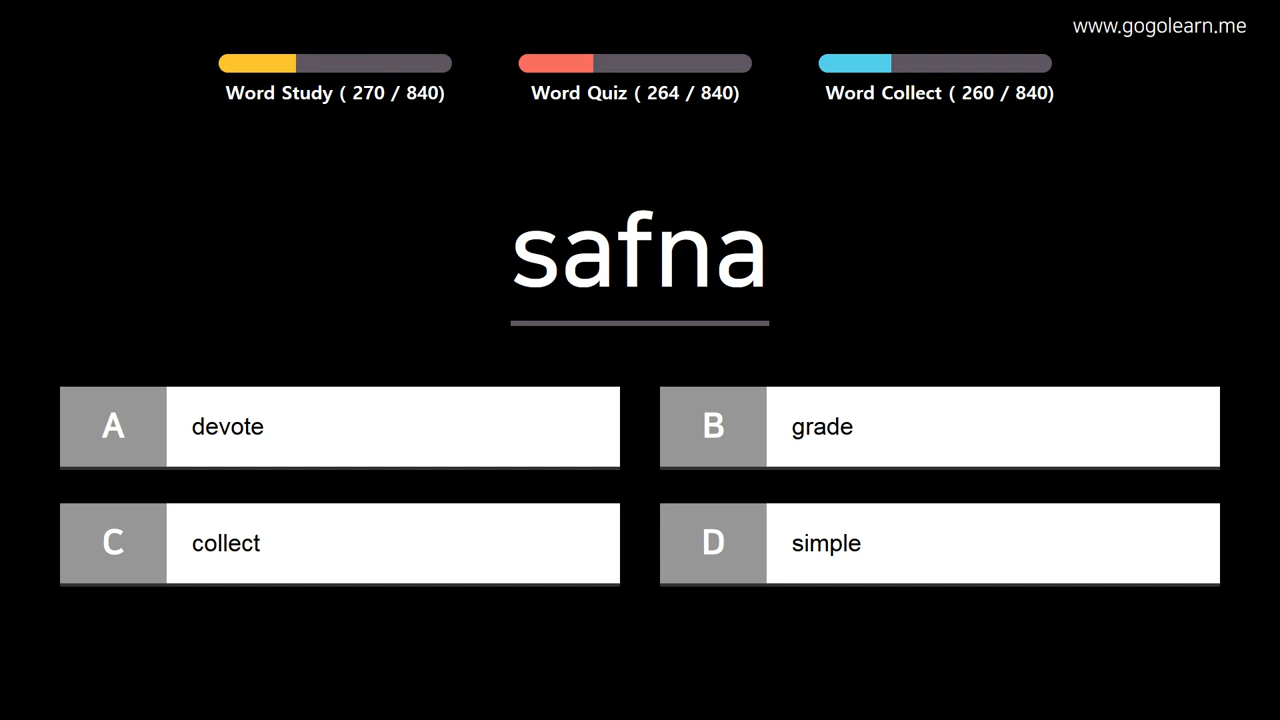 www.gogolearn.me
Word Study ( 270 / 840)
Word Quiz ( 264 / 840)
Word Collect ( 260 / 840)
safna
A
devote
B
grade
C
collect
D
simple